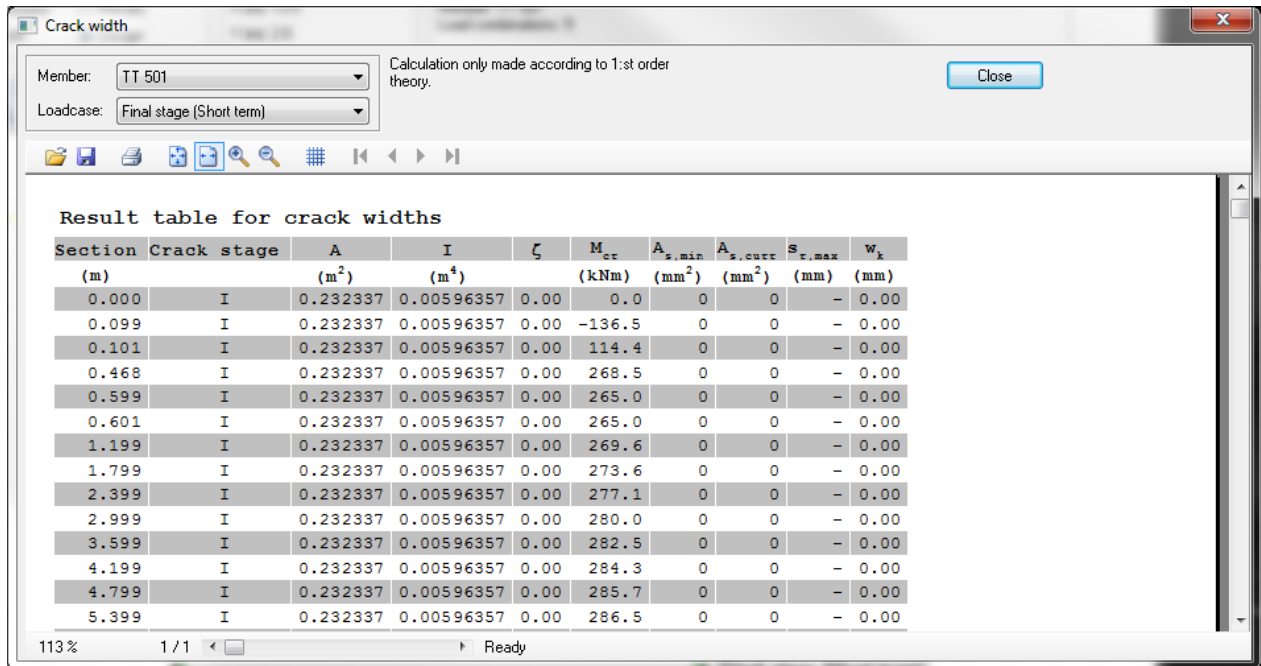 Crack width
Member: TT 501
Loadcase: Final stage (Short term)
Calculation only made according to 1:st order
theory.
Close
Result table for crack widths
Section Crack stage A I ζ M_cr A_s,min A_s,curr s_r,max w_k
(m) (m²) (m⁴) (kNm) (mm²) (mm²) (mm) (mm)
0.000 I 0.232337 0.00596357 0.00 0.0 0 0 – 0.00
0.099 I 0.232337 0.00596357 0.00 -136.5 0 0 – 0.00
0.101 I 0.232337 0.00596357 0.00 114.4 0 0 – 0.00
0.468 I 0.232337 0.00596357 0.00 268.5 0 0 – 0.00
0.599 I 0.232337 0.00596357 0.00 265.0 0 0 – 0.00
0.601 I 0.232337 0.00596357 0.00 265.0 0 0 – 0.00
1.199 I 0.232337 0.00596357 0.00 269.6 0 0 – 0.00
1.799 I 0.232337 0.00596357 0.00 273.6 0 0 – 0.00
2.399 I 0.232337 0.00596357 0.00 277.1 0 0 – 0.00
2.999 I 0.232337 0.00596357 0.00 280.0 0 0 – 0.00
3.599 I 0.232337 0.00596357 0.00 282.5 0 0 – 0.00
4.199 I 0.232337 0.00596357 0.00 284.3 0 0 – 0.00
4.799 I 0.232337 0.00596357 0.00 285.7 0 0 – 0.00
5.399 I 0.232337 0.00596357 0.00 286.5 0 0 – 0.00
113 % 1 / 1 Ready